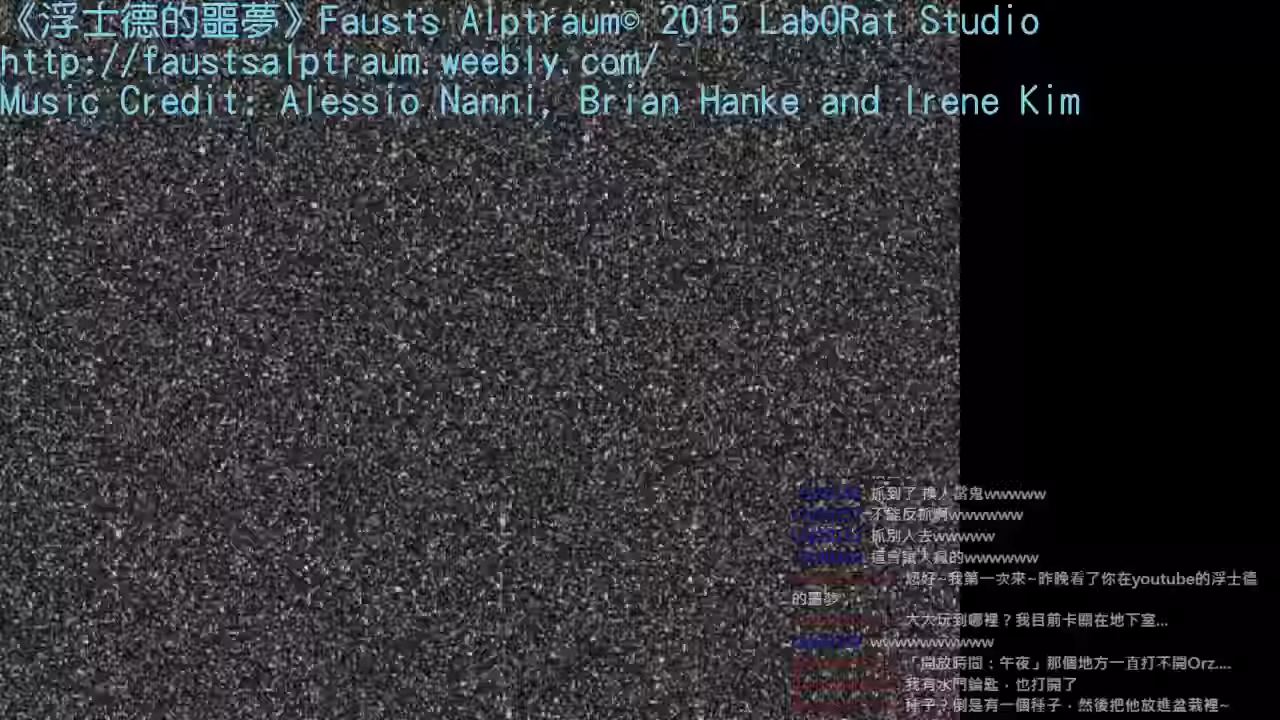 《浮士德的噩夢》Fausts Alptraum© 2015 LabORat Studio
http://faustsalptraum.weebly.com/
Music Credit: Alessio Nanni, Brian Hanke and Irene Kim
抓到了 換人當鬼wwwww
不能反抓啊wwwwwww
抓別人去wwwwww
這會讓人瘋的wwwwwww
您好~我第一次來~昨晚看了你在youtube的浮士德
的噩夢
大大玩到哪裡？我目前卡關在地下室...
wwwwwwwwwww
「開放時間：午夜」那個地方一直打不開Orz....
我有水門鑰匙，也打開了
種子？倒是有一個種子，然後把他放進盆栽裡~